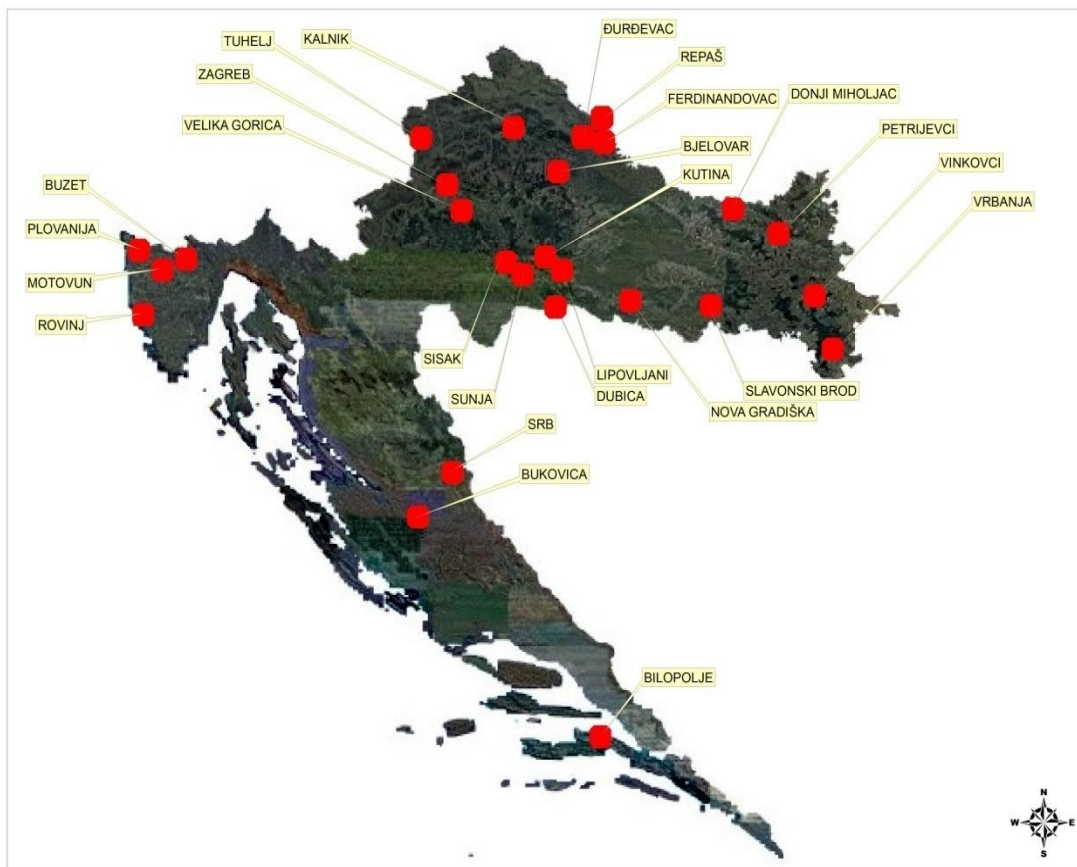 ĐURĐEVAC
TUHELJ
KALNIK
REPAŠ
ZAGREB
DONJI MIHOLJAC
FERDINANDOVAC
VELIKA GORICA
PETRIJEVCI
BJELOVAR
VINKOVCI
KUTINA
BUZET
VRBANJA
PLOVANIJA
MOTOVUN
ROVINJ
SISAK
LIPOVLJANI
SLAVONSKI BROD
SUNJA
DUBICA
NOVA GRADIŠKA
SRB
BUKOVICA
BILOPOLJE
N
W E
S